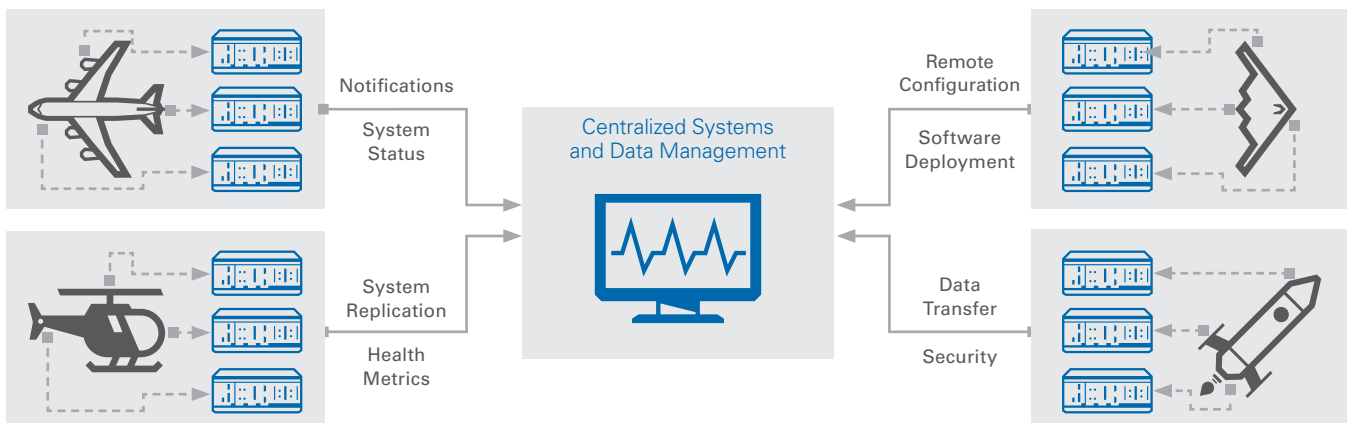 Notifications
System
Status
System
Replication
Health
Metrics
Centralized Systems
and Data Management
Remote
Configuration
Software
Deployment
Data
Transfer
Security